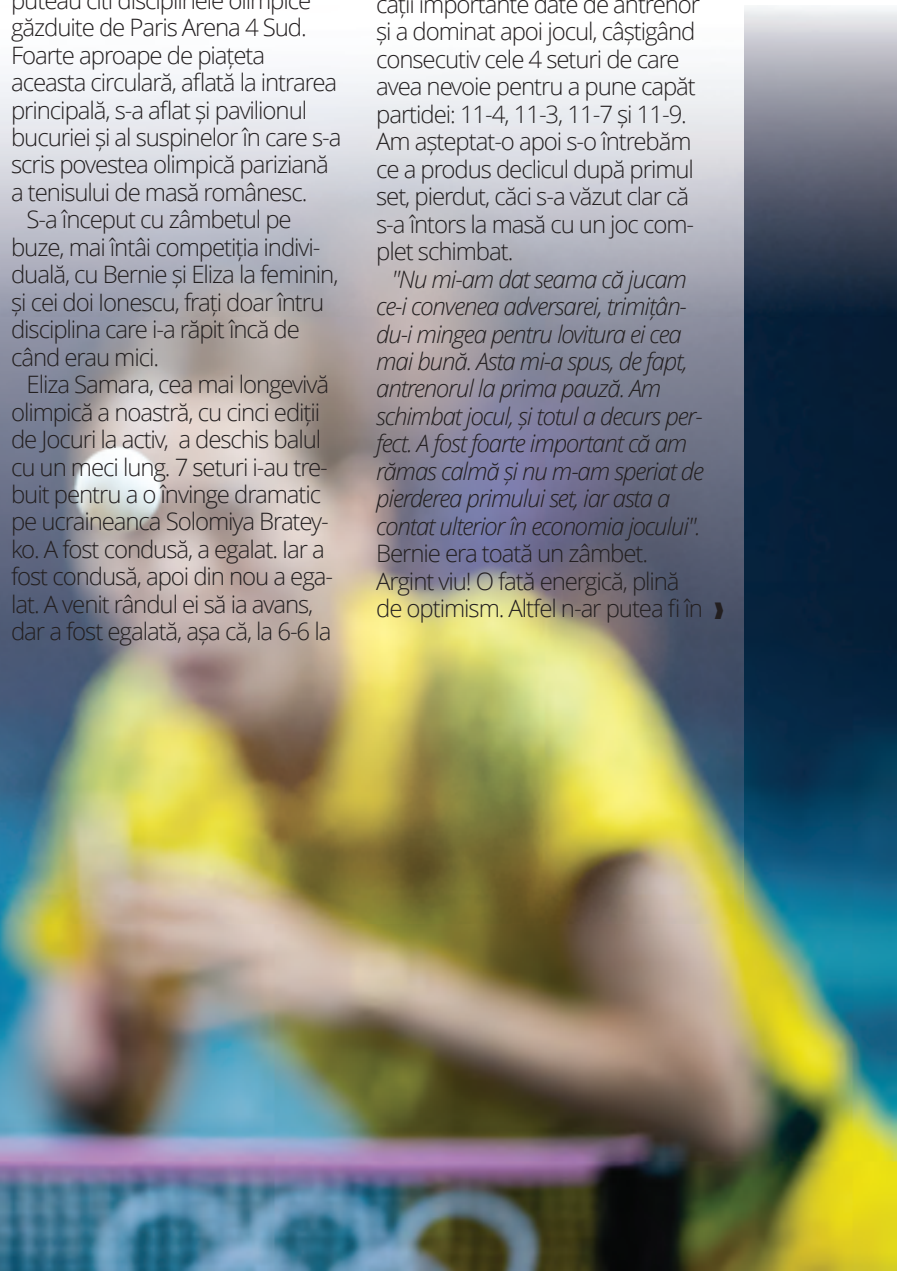 puteau citi disciplinele olimpice
găzduite de Paris Arena 4 Sud.
Foarte aproape de piațeta
aceasta circulară, aflată la intrarea
principală, s-a aflat și pavilionul
bucuriei și al suspinelor în care s-a
scris povestea olimpică pariziană
a tenisului de masă românesc.
S-a început cu zâmbetul pe
buze, mai întâi competiția indivi-
duală, cu Bernie și Eliza la feminin,
și cei doi Ionescu, frați doar întru
disciplina care i-a răpit încă de
când erau mici.
Eliza Samara, cea mai longevivă
olimpică a noastră, cu cinci ediții
de Jocuri la activ, a deschis balul
cu un meci lung. 7 seturi i-au tre-
buit pentru a o învinge dramatic
pe ucraineanca Solomiya Bratey-
ko. A fost condusă, a egalat. Iar a
fost condusă, apoi din nou a ega-
lat. A venit rândul ei să ia avans,
dar a fost egalată, așa că, la 6-6 la
cații importante date de antrenor
și a dominat apoi jocul, câștigând
consecutiv cele 4 seturi de care
avea nevoie pentru a pune capăt
partidei: 11-4, 11-3, 11-7 și 11-9.
Am așteptat-o apoi s-o întrebăm
ce a produs declicul după primul
set, pierdut, căci s-a văzut clar că
s-a întors la masă cu un joc com-
plet schimbat.
"Nu mi-am dat seama că jucam
ce-i convenea adversarei, trimițân-
du-i mingea pentru lovitura ei cea
mai bună. Asta mi-a spus, de fapt,
antrenorul la prima pauză. Am
schimbat jocul, și totul a decurs per-
fect. A fost foarte important că am
rămas calmă și nu m-am speriat de
pierderea primului set, iar asta a
contat ulterior în economia jocului".
Bernie era toată un zâmbet.
Argint viu! O fată energică, plină
de optimism. Altfel n-ar putea fi în